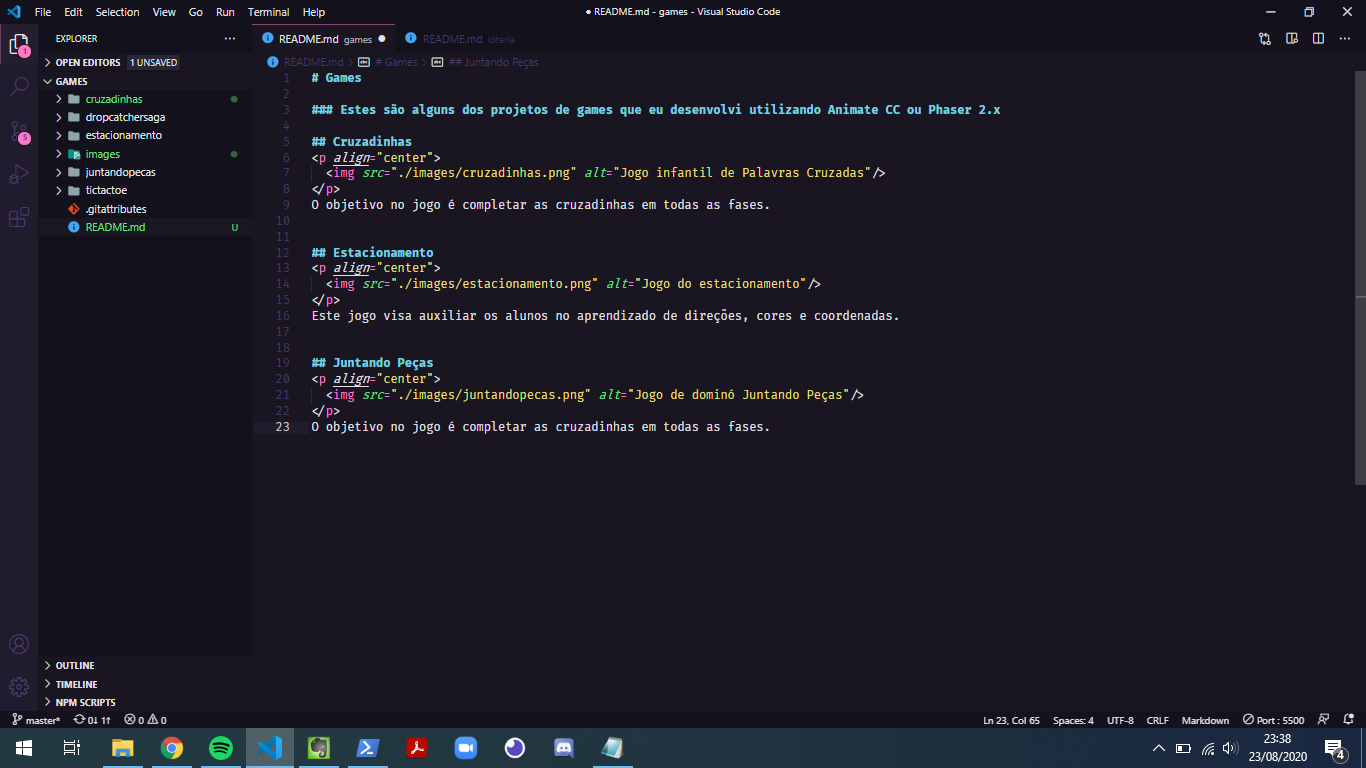 File Edit Selection View Go Run Terminal Help
● README.md - games - Visual Studio Code
EXPLORER
README.md games ●
README.md loteria
OPEN EDITORS 1 UNSAVED
README.md > # Games > ## Juntando Peças
GAMES
cruzadinhas
dropcatchersaga
estacionamento
images
juntandopecas
tictactoe
.gitattributes
README.md U
1
5
1 # Games
2
3 ### Estes são alguns dos projetos de games que eu desenvolvi utilizando Animate CC ou Phaser 2.x
4
5 ## Cruzadinhas
6 <p align="center">
7 <img src="./images/cruzadinhas.png" alt="Jogo infantil de Palavras Cruzadas"/>
8 </p>
9 O objetivo no jogo é completar as cruzadinhas em todas as fases.
10
11
12 ## Estacionamento
13 <p align="center">
14 <img src="./images/estacionamento.png" alt="Jogo do estacionamento"/>
15 </p>
16 Este jogo visa auxiliar os alunos no aprendizado de direções, cores e coordenadas.
17
18
19 ## Juntando Peças
20 <p align="center">
21 <img src="./images/juntandopecas.png" alt="Jogo de dominó Juntando Peças"/>
22 </p>
23 O objetivo no jogo é completar as cruzadinhas em todas as fases.
OUTLINE
TIMELINE
NPM SCRIPTS
master* 0↓ 1↑ 0 0
Ln 23, Col 65 Spaces: 4 UTF-8 CRLF Markdown Port : 5500
23:38
23/08/2020
4